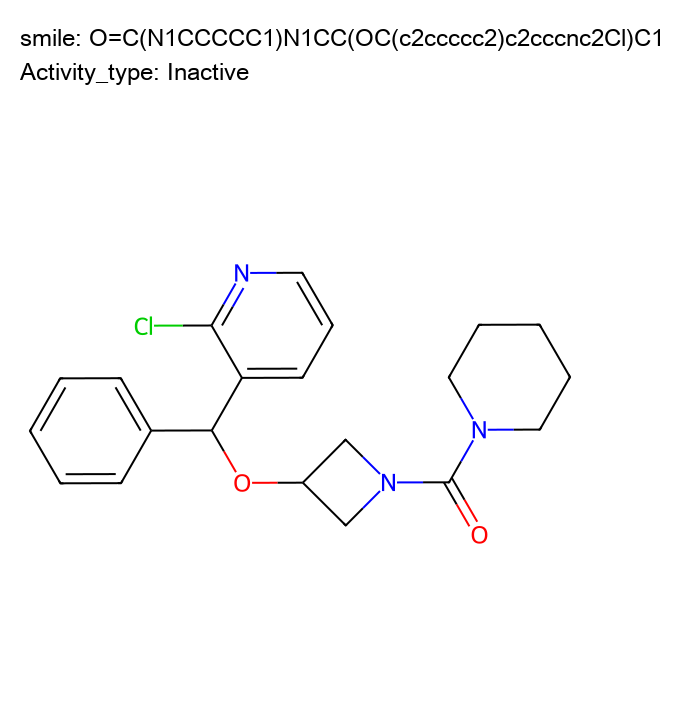 smile: O=C(N1CCCCC1)N1CC(OC(c2ccccc2)c2cccnc2Cl)C1
Activity_type: Inactive
N
Cl
N
O
N
O